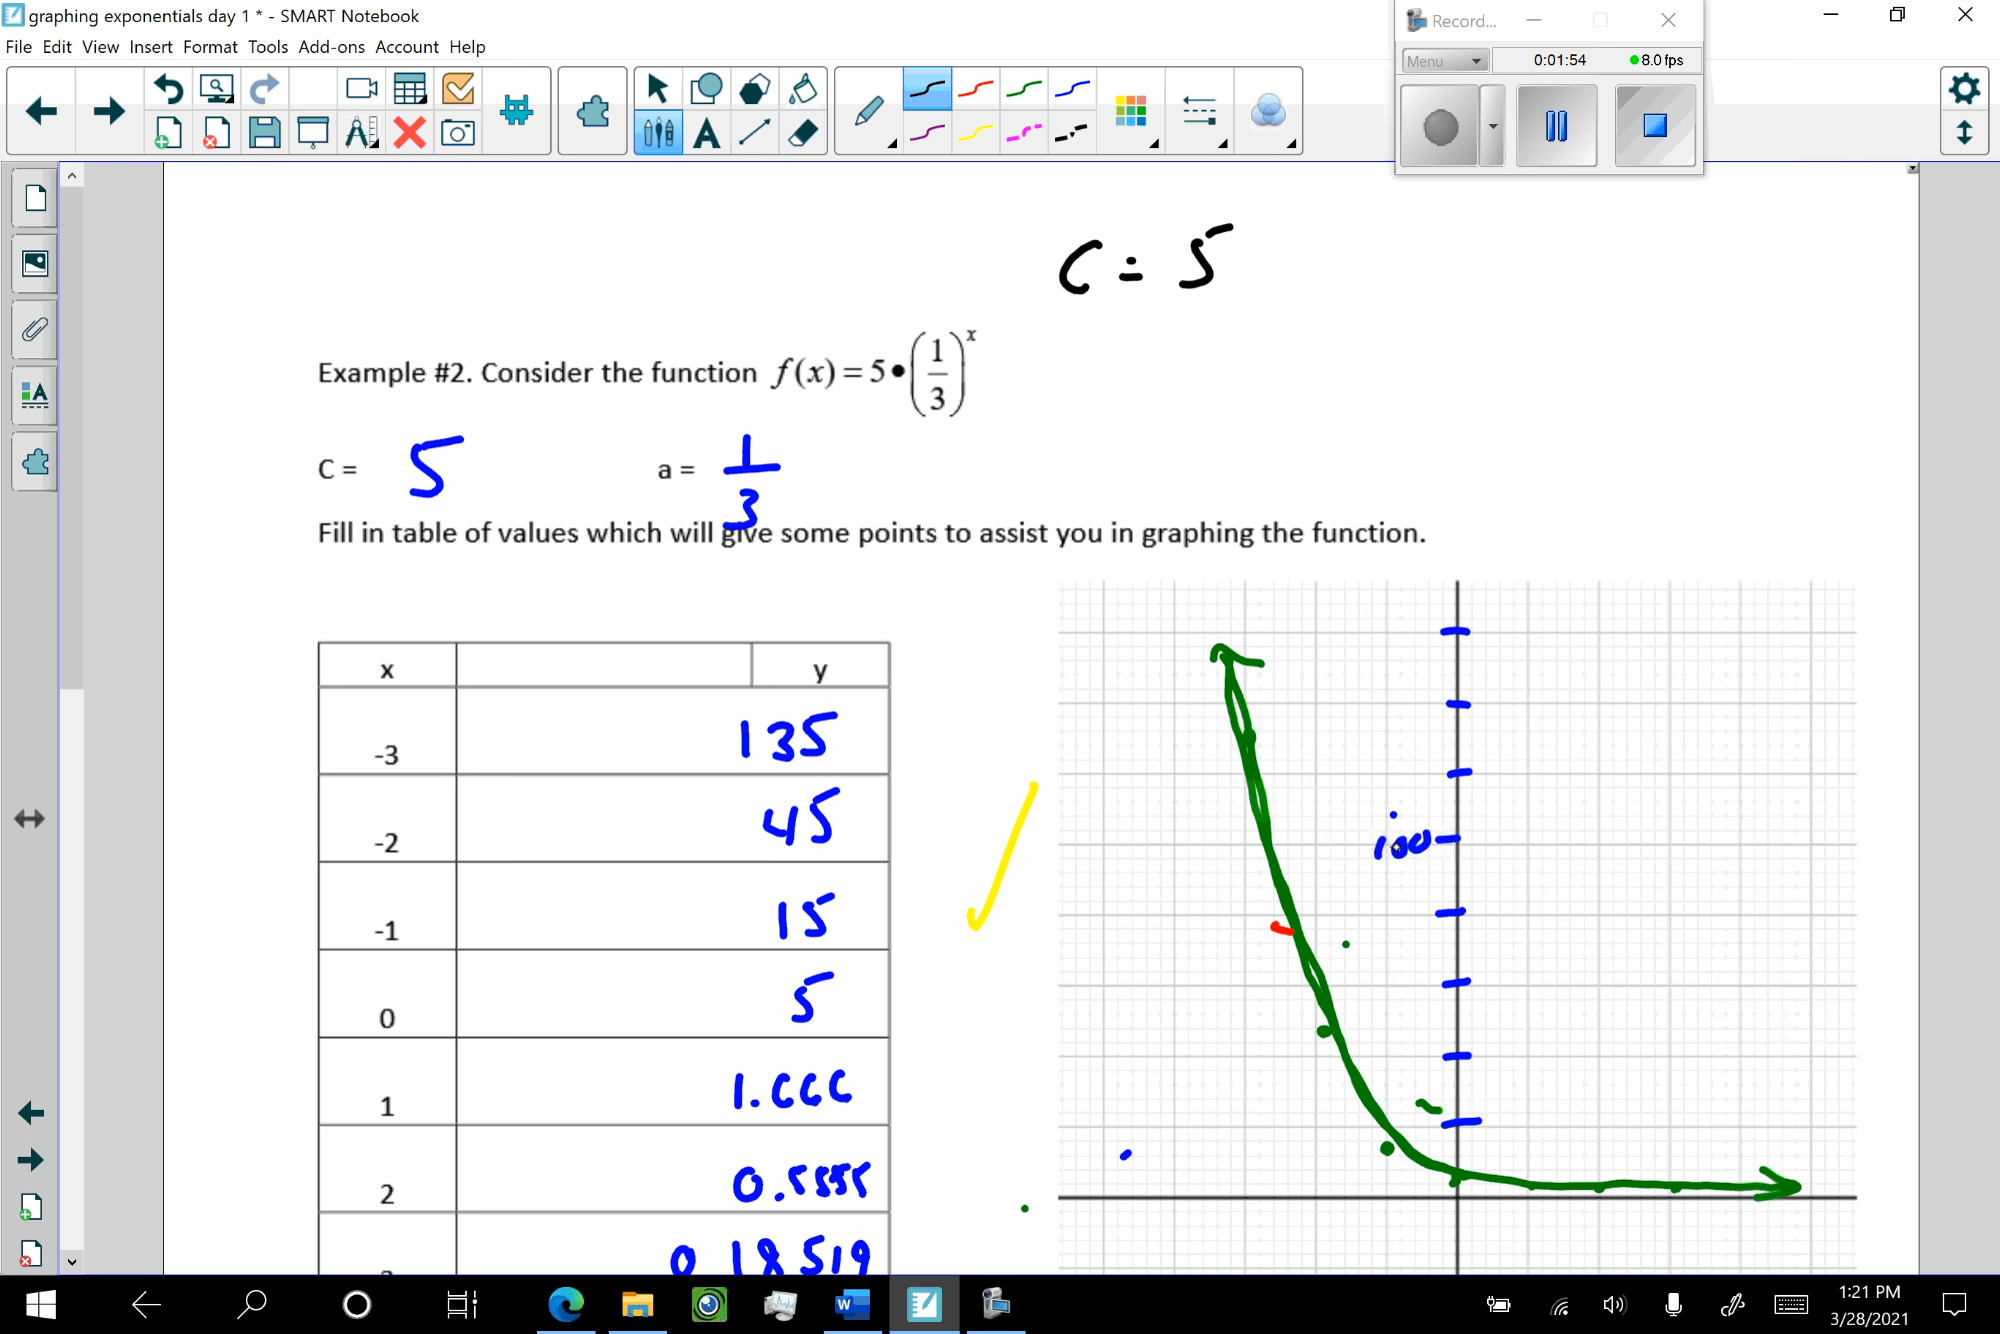 graphing exponentials day 1 * - SMART Notebook
Record...
File Edit View Insert Format Tools Add-ons Account Help
Menu
0:01:54
8.0 fps
C = 5
Example #2. Consider the function f(x) = 5•(1/3)^x
C = 5
a = 1/3
Fill in table of values which will give some points to assist you in graphing the function.
x y
-3 135
-2 45
-1 15
0 5
1 1.666
2 0.5555
0.18519
100
1:21 PM
3/28/2021